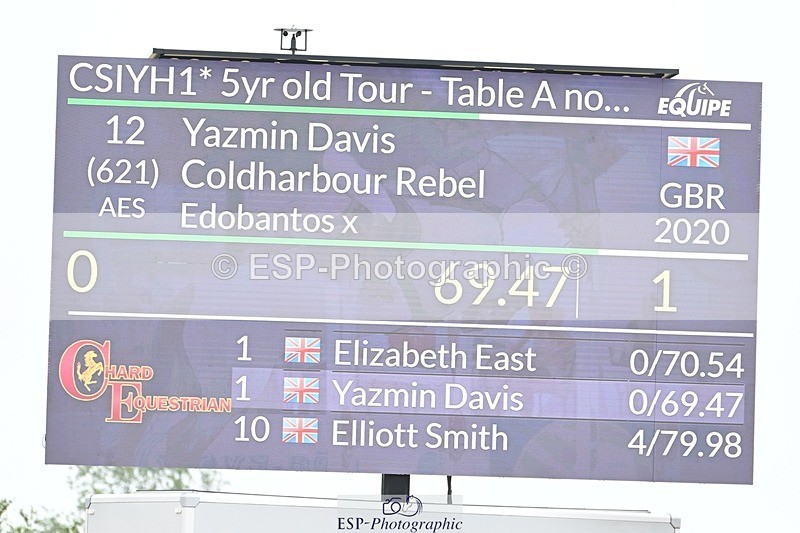 CSIYH1* 5yr old Tour - Table A no...
EQUIPE
12 Yazmin Davis
(621) Coldharbour Rebel GBR
AES Edobantos x 2020
© ESP-Photographic ©
0 69.47 1
CHARD EQUESTRIAN
1 Elizabeth East 0/70.54
1 Yazmin Davis 0/69.47
10 Elliott Smith 4/79.98
ESP-Photographic